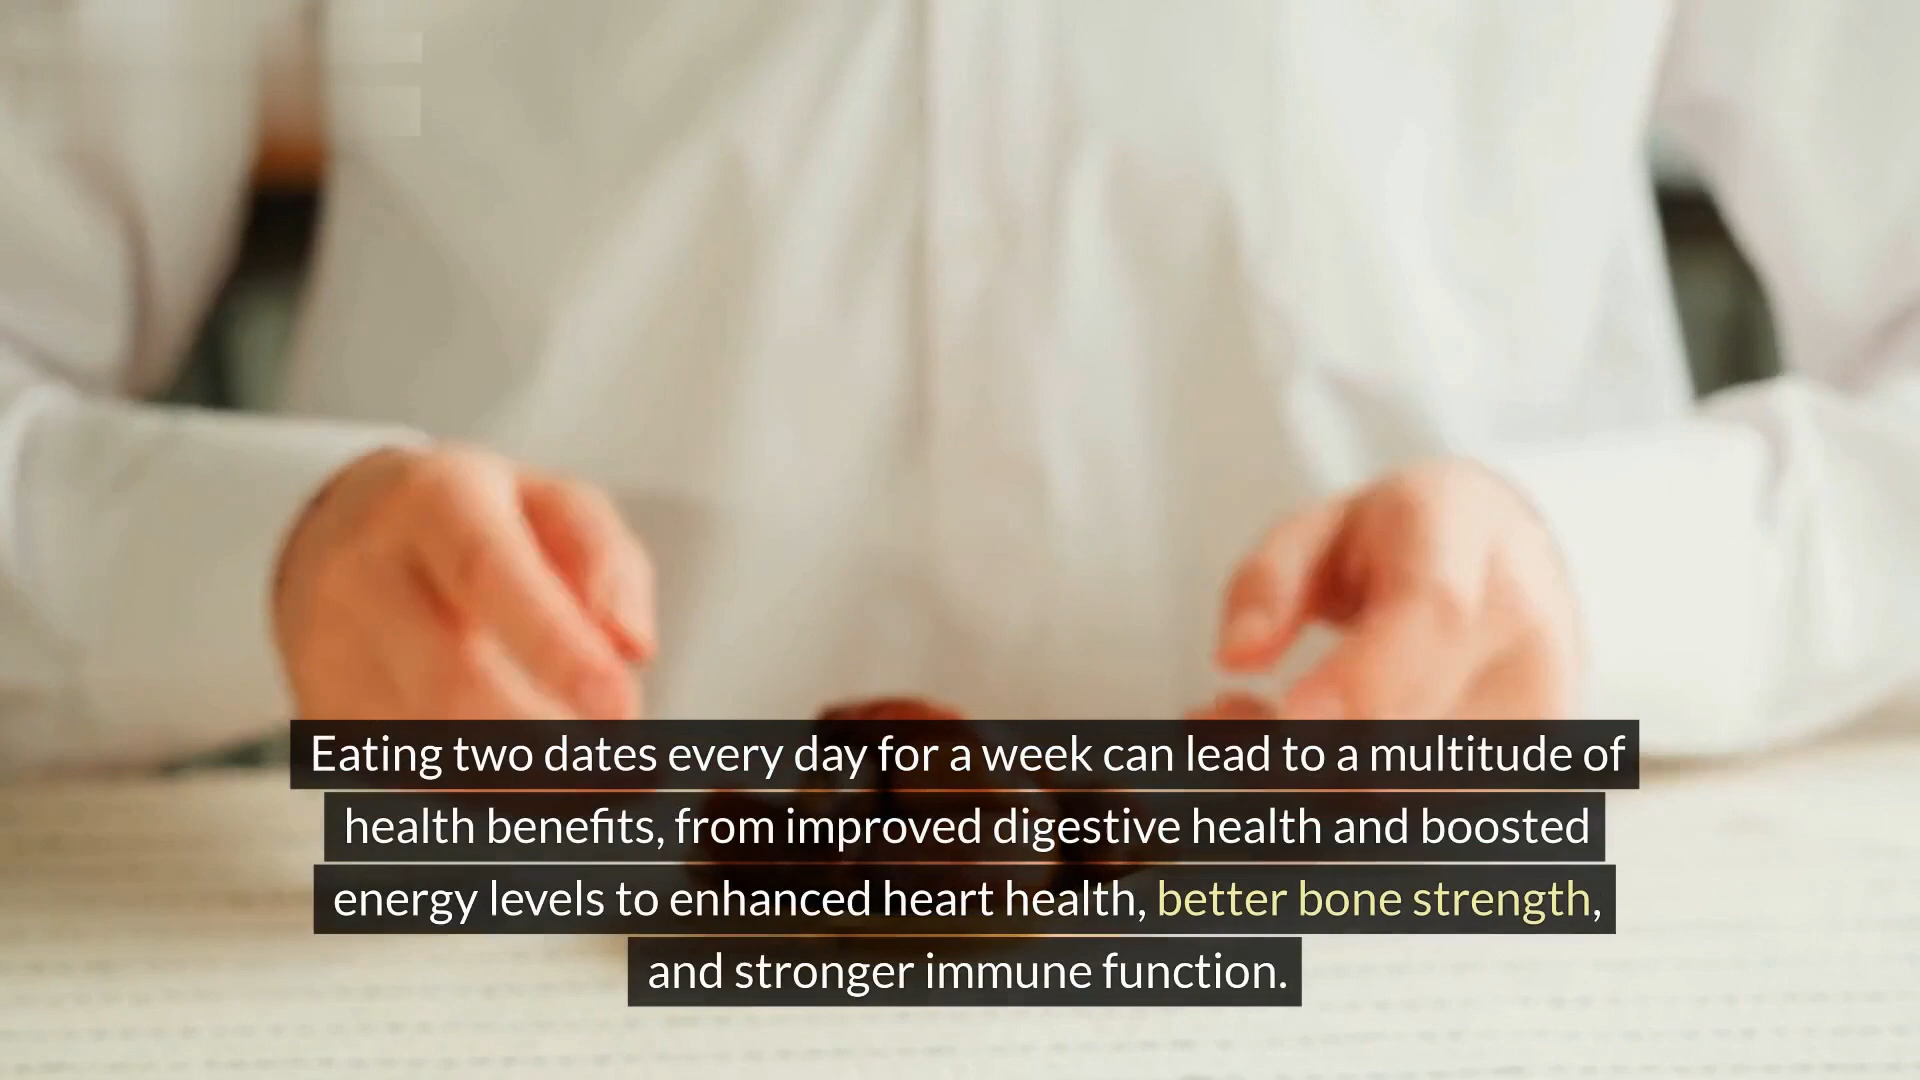 Eating two dates every day for a week can lead to a multitude of
health benefits, from improved digestive health and boosted
energy levels to enhanced heart health, better bone strength,
and stronger immune function.